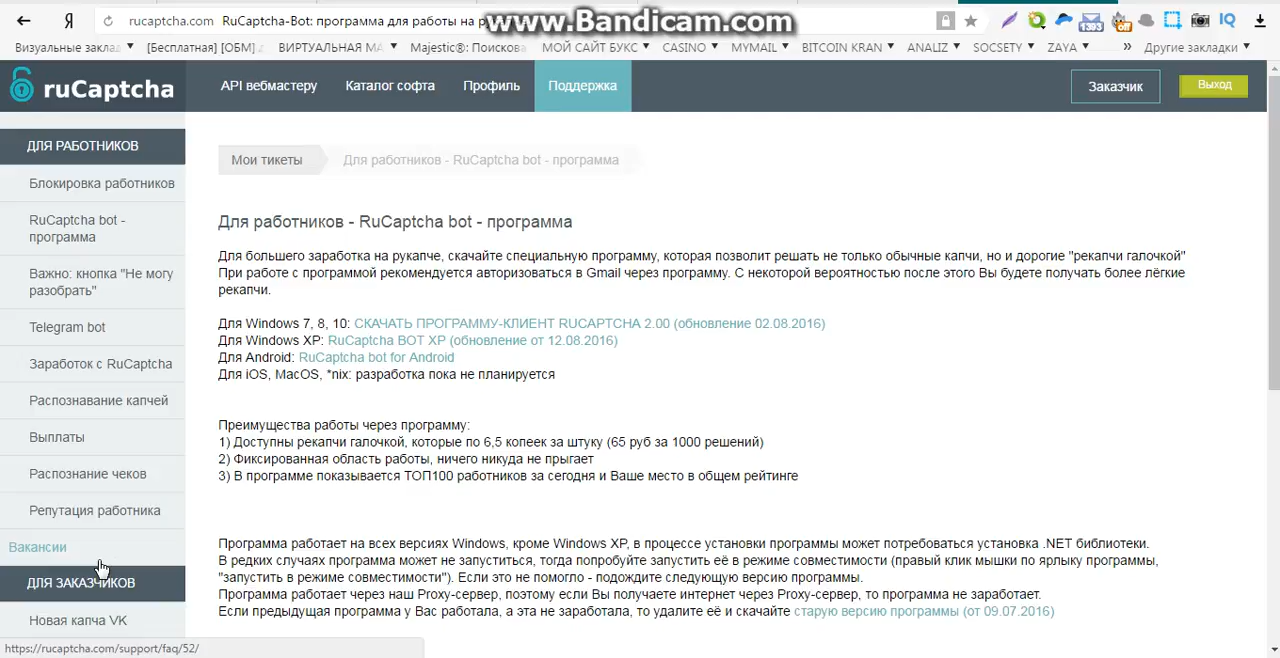 Я rucaptcha.com RuCaptcha-Bot: программа для работы на
www.Bandicam.com
1393 off IQ
Визуальные заклад [Бесплатная] [ОБМ] ВИРТУАЛЬНАЯ МА Majestic®: Поискова МОЙ САЙТ БУКС CASINO MYMAIL BITCOIN KRAN ANALIZ SOCSETY ZAYA » Другие закладки
ruCaptcha API вебмастеру Каталог софта Профиль Поддержка Заказчик Выход
ДЛЯ РАБОТНИКОВ
Блокировка работников
RuCaptcha bot -
программа
Важно: кнопка "Не могу
разобрать"
Telegram bot
Заработок с RuCaptcha
Распознавание капчей
Выплаты
Распознание чеков
Репутация работника
Вакансии
ДЛЯ ЗАКАЗЧИКОВ
Новая капча VK
Мои тикеты Для работников - RuCaptcha bot - программа
Для работников - RuCaptcha bot - программа
Для большего заработка на рукапче, скачайте специальную программу, которая позволит решать не только обычные капчи, но и дорогие "рекапчи галочкой"
При работе с программой рекомендуется авторизоваться в Gmail через программу. С некоторой вероятностью после этого Вы будете получать более лёгкие
рекапчи.
Для Windows 7, 8, 10: СКАЧАТЬ ПРОГРАММУ-КЛИЕНТ RUCAPTCHA 2.00 (обновление 02.08.2016)
Для Windows XP: RuCaptcha BOT XP (обновление от 12.08.2016)
Для Android: RuCaptcha bot for Android
Для iOS, MacOS, *nix: разработка пока не планируется
Преимущества работы через программу:
1) Доступны рекапчи галочкой, которые по 6,5 копеек за штуку (65 руб за 1000 решений)
2) Фиксированная область работы, ничего никуда не прыгает
3) В программе показывается ТОП100 работников за сегодня и Ваше место в общем рейтинге
Программа работает на всех версиях Windows, кроме Windows XP, в процессе установки программы может потребоваться установка .NET библиотеки.
В редких случаях программа может не запуститься, тогда попробуйте запустить её в режиме совместимости (правый клик мышки по ярлыку программы,
"запустить в режиме совместимости"). Если это не помогло - подождите следующую версию программы.
Программа работает через наш Proxy-сервер, поэтому если Вы получаете интернет через Proxy-сервер, то программа не заработает.
Если предыдущая программа у Вас работала, а эта не заработала, то удалите её и скачайте старую версию программы (от 09.07.2016)
https://rucaptcha.com/support/faq/52/